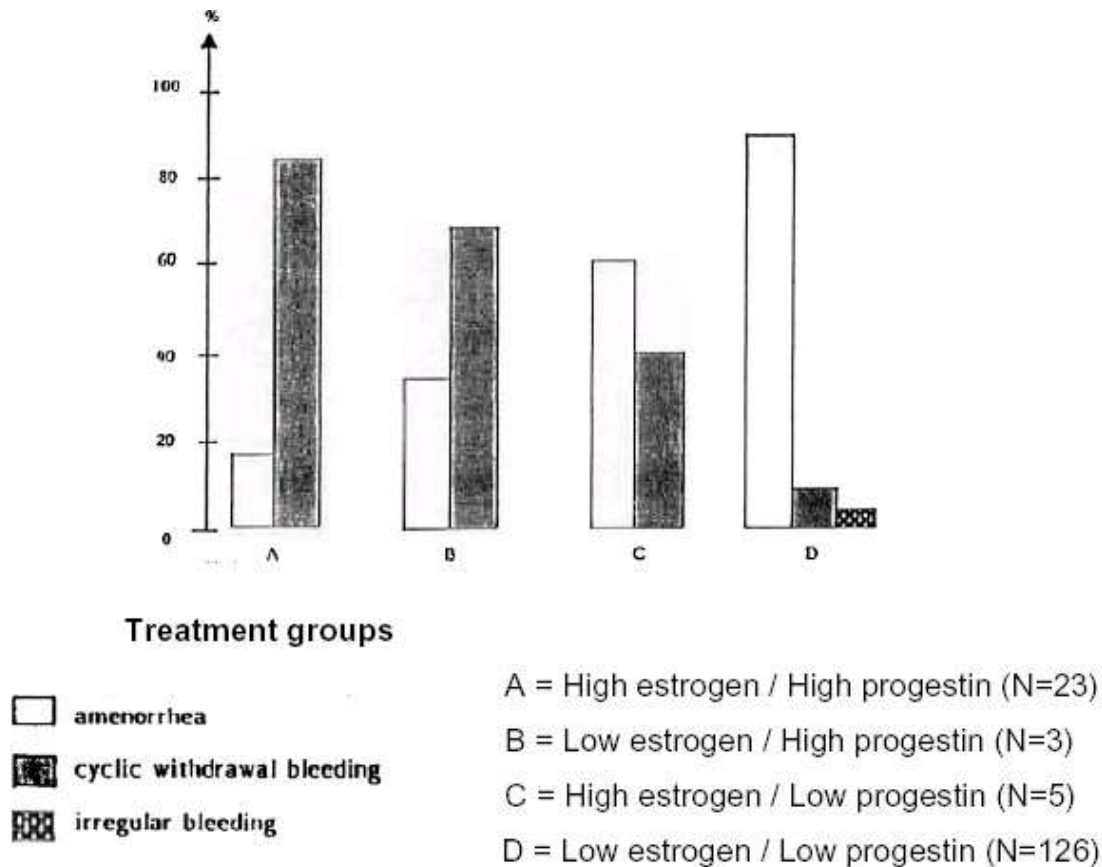 %
100
80
60
40
20
0
A B C D
Treatment groups
amenorrhea
cyclic withdrawal bleeding
irregular bleeding
A = High estrogen / High progestin (N=23)
B = Low estrogen / High progestin (N=3)
C = High estrogen / Low progestin (N=5)
D = Low estrogen / Low progestin (N=126)